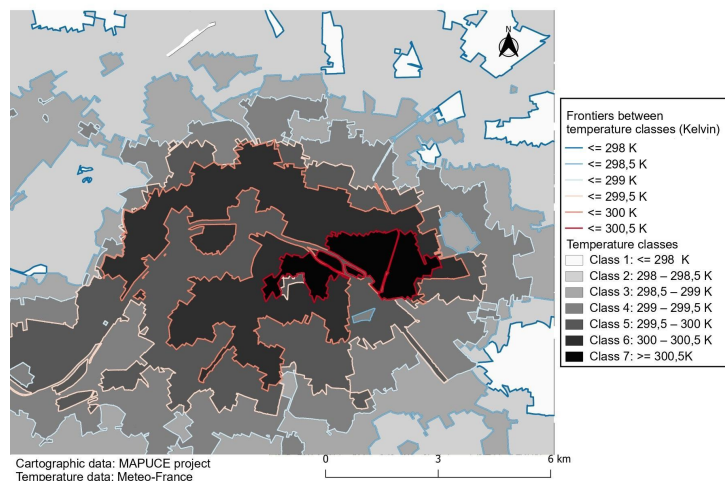 N
Frontiers between
temperature classes (Kelvin)
<= 298 K
<= 298,5 K
<= 299 K
<= 299,5 K
<= 300 K
<= 300,5 K
Temperature classes
Class 1: <= 298 K
Class 2: 298 – 298,5 K
Class 3: 298,5 – 299 K
Class 4: 299 – 299,5 K
Class 5: 299,5 – 300 K
Class 6: 300 – 300,5 K
Class 7: >= 300,5K
Cartographic data: MAPUCE project
Temperature data: Meteo-France
0 3 6 km